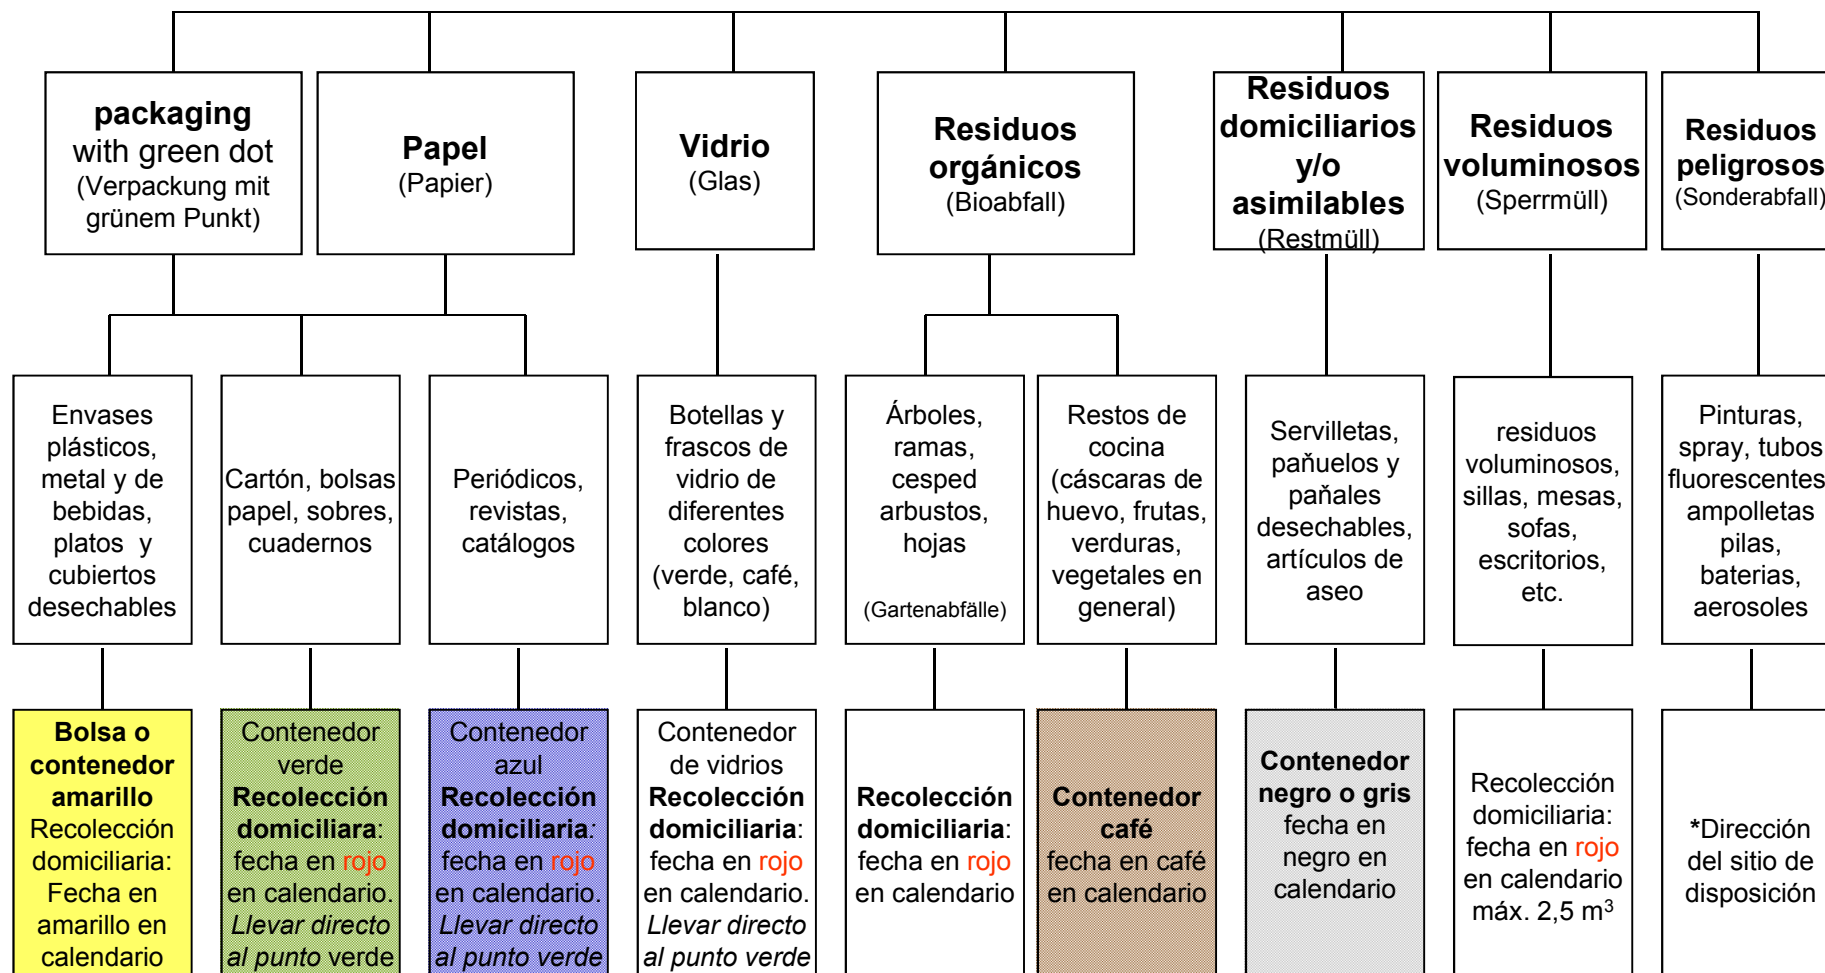 packaging
with green dot
(Verpackung mit
grünem Punkt)
Papel
(Papier)
Vidrio
(Glas)
Residuos
orgánicos
(Bioabfall)
Residuos
domiciliarios
y/o
asimilables
(Restmüll)
Residuos
voluminosos
(Sperrmüll)
Residuos
peligrosos
(Sonderabfall)
Envases
plásticos,
metal y de
bebidas,
platos y
cubiertos
desechables
Cartón, bolsas
papel, sobres,
cuadernos
Periódicos,
revistas,
catálogos
Botellas y
frascos de
vidrio de
diferentes
colores
(verde, café,
blanco)
Árboles,
ramas,
cesped
arbustos,
hojas
(Gartenabfälle)
Restos de
cocina
(cáscaras de
huevo, frutas,
verduras,
vegetales en
general)
Servilletas,
paňuelos y
paňales
desechables,
artículos de
aseo
residuos
voluminosos,
sillas, mesas,
sofas,
escritorios,
etc.
Pinturas,
spray, tubos
fluorescentes
ampolletas
pilas,
baterias,
aerosoles
Bolsa o
contenedor
amarillo
Recolección
domiciliaria:
Fecha en
amarillo en
calendario
Contenedor
verde
Recolección
domiciliara:
fecha en rojo
en calendario.
Llevar directo
al punto verde
Contenedor
azul
Recolección
domiciliaria:
fecha en rojo
en calendario.
Llevar directo
al punto verde
Contenedor
de vidrios
Recolección
domiciliaria:
fecha en rojo
en calendario.
Llevar directo
al punto verde
Recolección
domiciliaria:
fecha en rojo
en calendario
Contenedor
café
fecha en café
en calendario
Contenedor
negro o gris
fecha en
negro en
calendario
Recolección
domiciliaria:
fecha en rojo
en calendario
máx. 2,5 m³
*Dirección
del sitio de
disposición